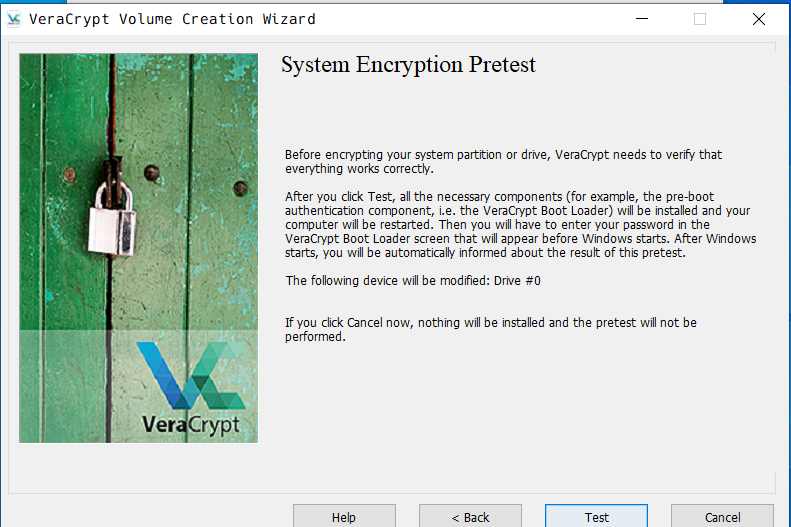 VeraCrypt Volume Creation Wizard
System Encryption Pretest
Before encrypting your system partition or drive, VeraCrypt needs to verify that
everything works correctly.
After you click Test, all the necessary components (for example, the pre-boot
authentication component, i.e. the VeraCrypt Boot Loader) will be installed and your
computer will be restarted. Then you will have to enter your password in the
VeraCrypt Boot Loader screen that will appear before Windows starts. After Windows
starts, you will be automatically informed about the result of this pretest.
The following device will be modified: Drive #0
If you click Cancel now, nothing will be installed and the pretest will not be
performed.
VeraCrypt
Help
< Back
Test
Cancel